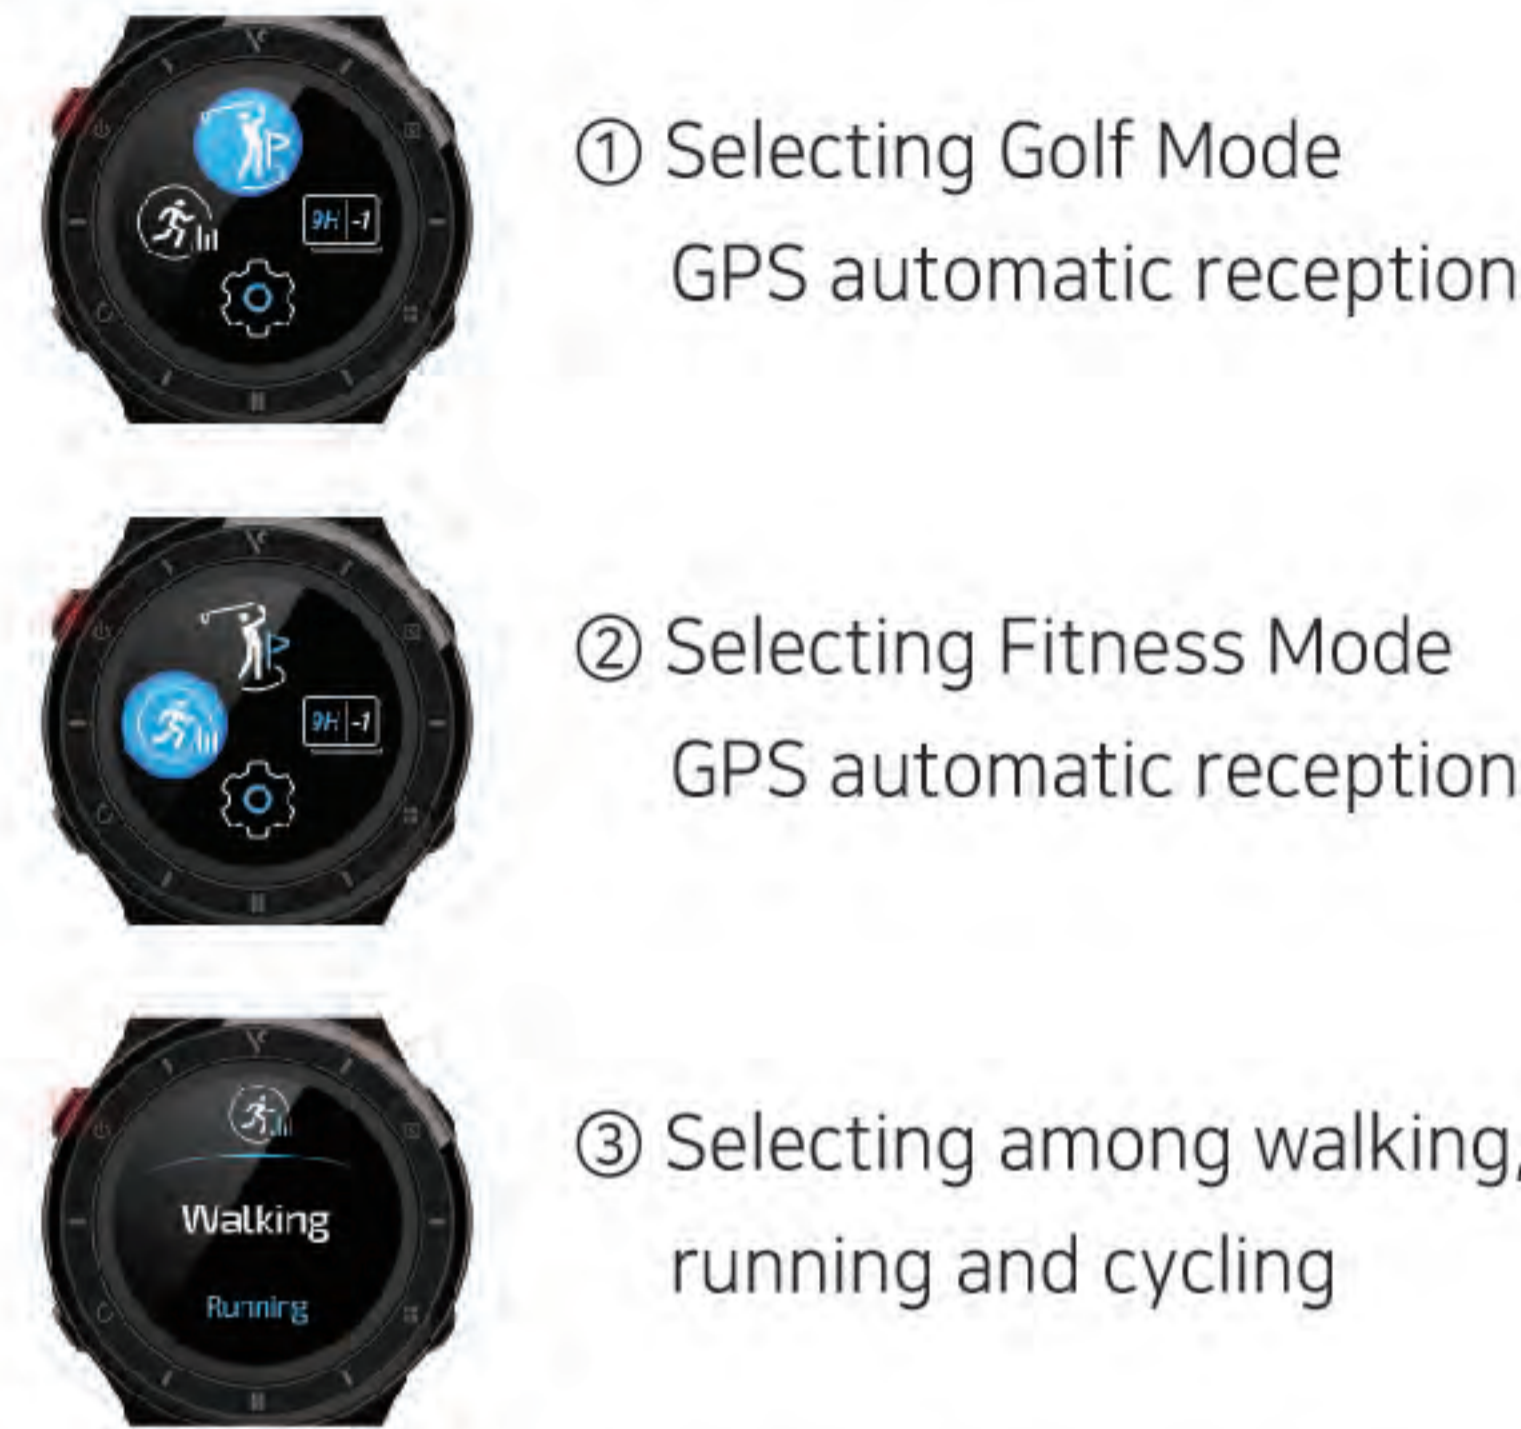 9H -1
① Selecting Golf Mode
GPS automatic reception
9H -1
② Selecting Fitness Mode
GPS automatic reception
Walking
Running
③ Selecting among walking,
running and cycling